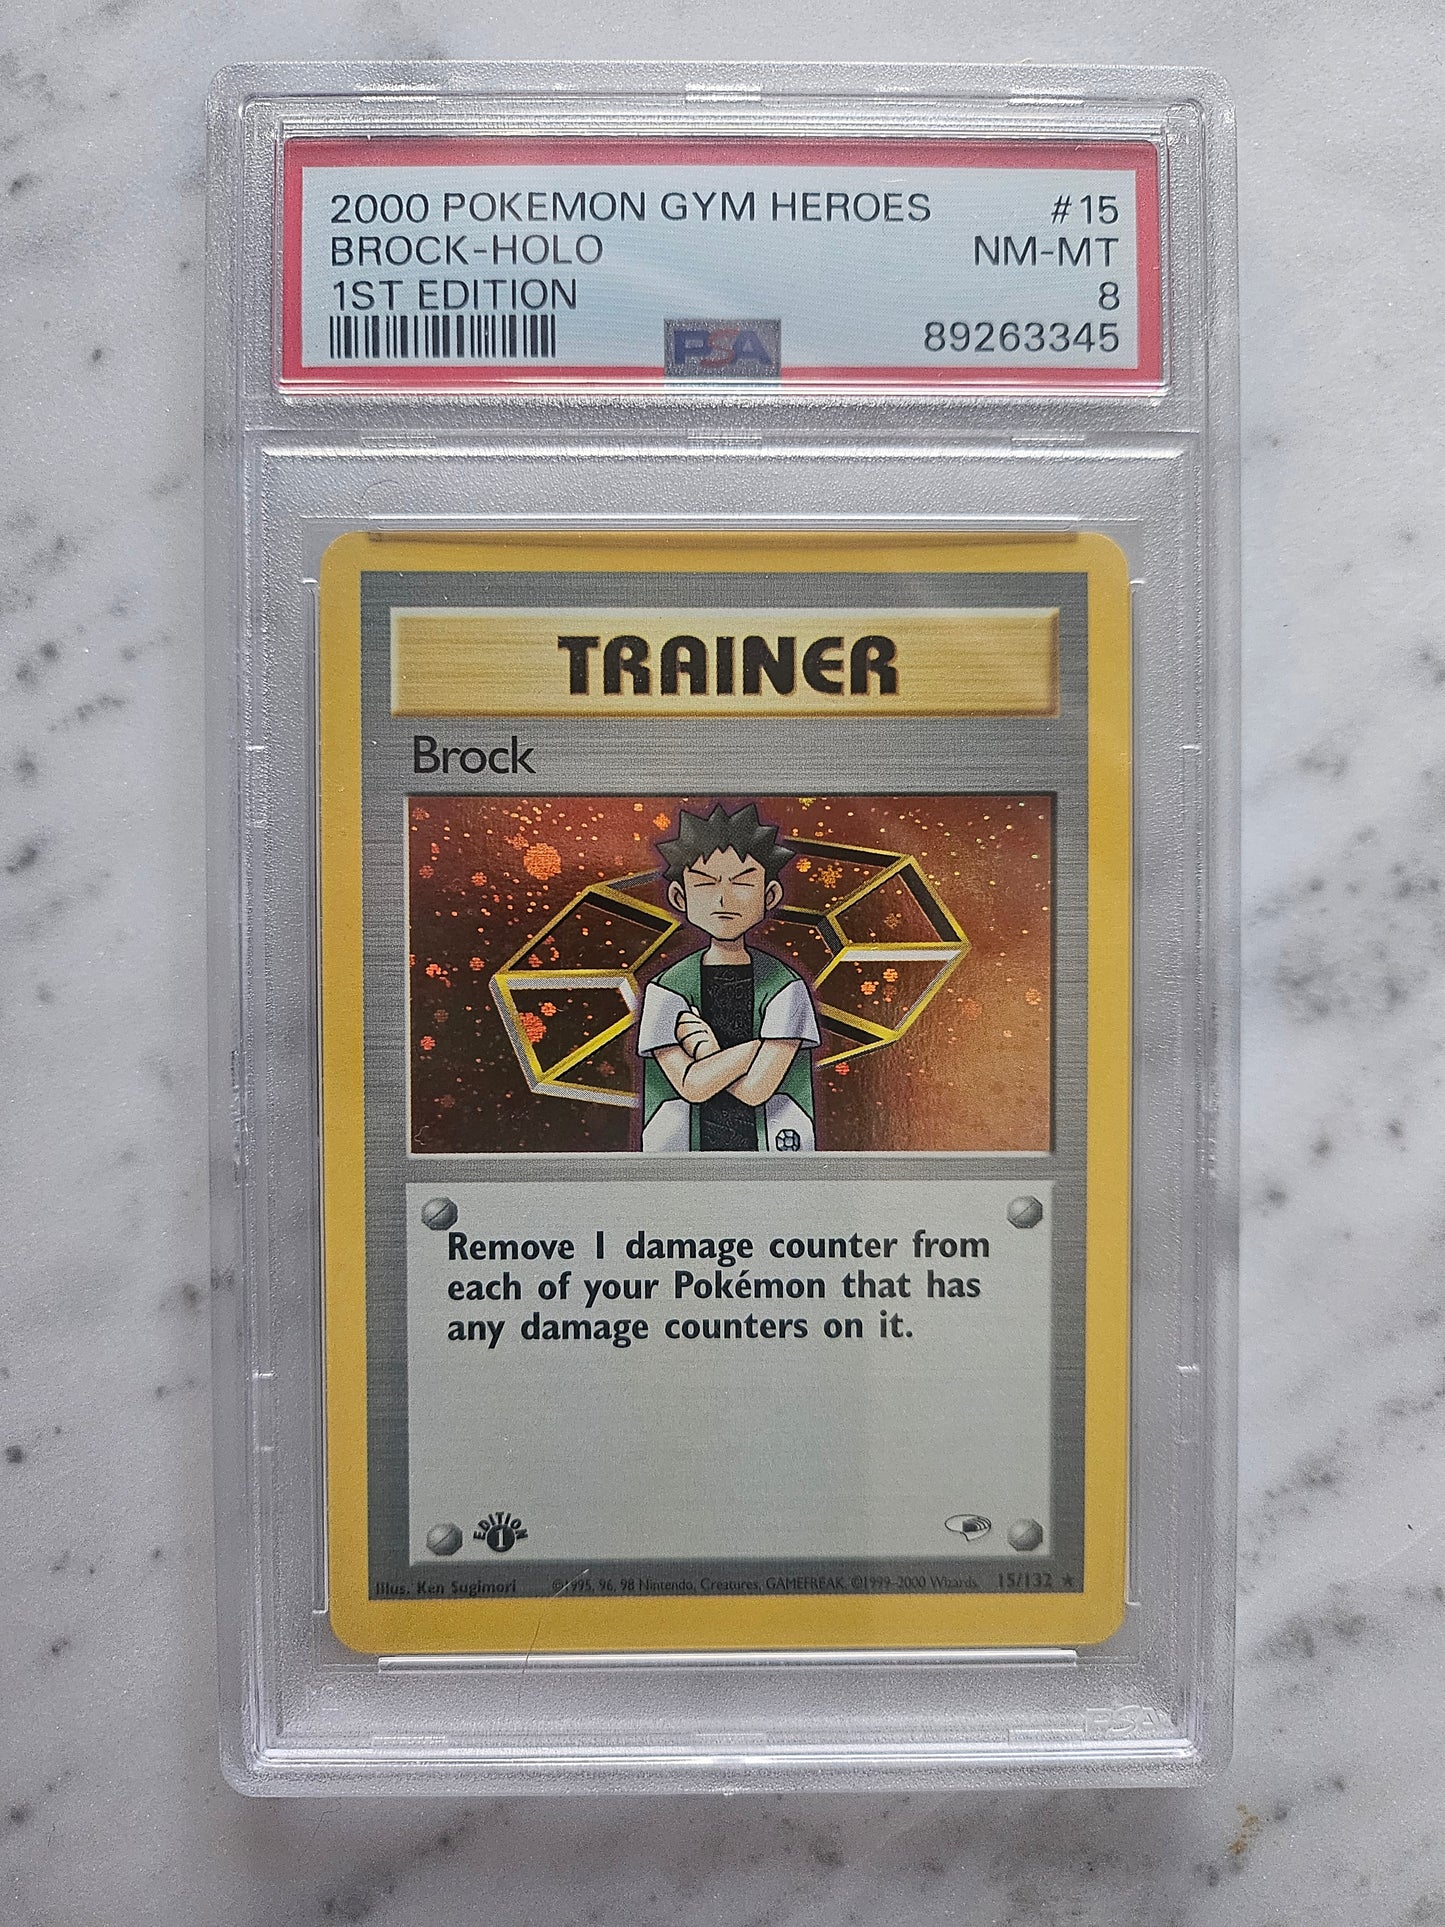 2000 POKEMON GYM HEROES #15
BROCK-HOLO NM-MT
1ST EDITION 8
PSA 89263345
TRAINER
Brock
Remove 1 damage counter from
each of your Pokémon that has
any damage counters on it.
EDITION 1
Illus. Ken Sugimori ©1995, 96, 98 Nintendo, Creatures, GAMEFREAK. ©1999-2000 Wizards. 15/132 ★
PSA